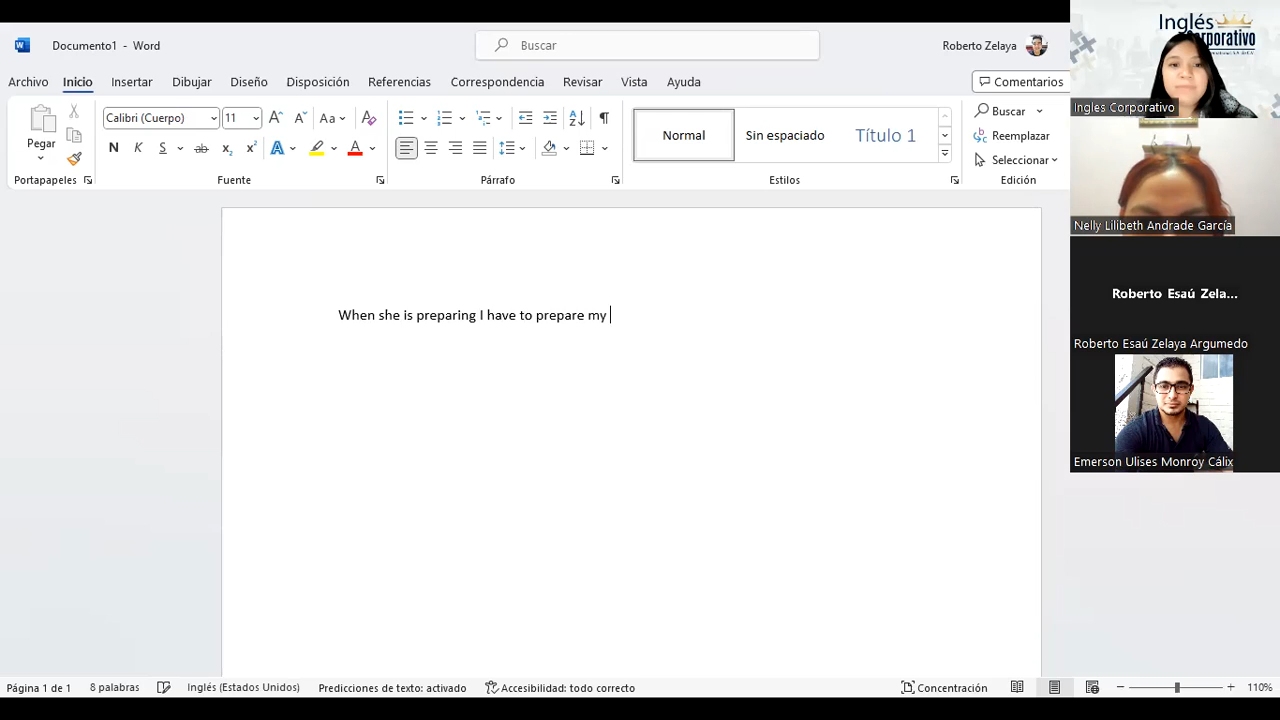 Documento1 - Word
Buscar
Roberto Zelaya
Archivo Inicio Insertar Dibujar Diseño Disposición Referencias Correspondencia Revisar Vista Ayuda
Comentarios
Pegar
Calibri (Cuerpo) 11
Aa
N K S ab x₂ x² A A
Normal
Sin espaciado
Título 1
Buscar
Reemplazar
Seleccionar
Portapapeles
Fuente
Párrafo
Estilos
Edición
When she is preparing I have to prepare my
Página 1 de 1
8 palabras
Inglés (Estados Unidos)
Predicciones de texto: activado
Accesibilidad: todo correcto
Concentración
110%
Inglés
Corporativo
Ingles Corporativo
Nelly Lilibeth Andrade García
Roberto Esaú Zela...
Roberto Esaú Zelaya Argumedo
Emerson Ulises Monroy Cálix